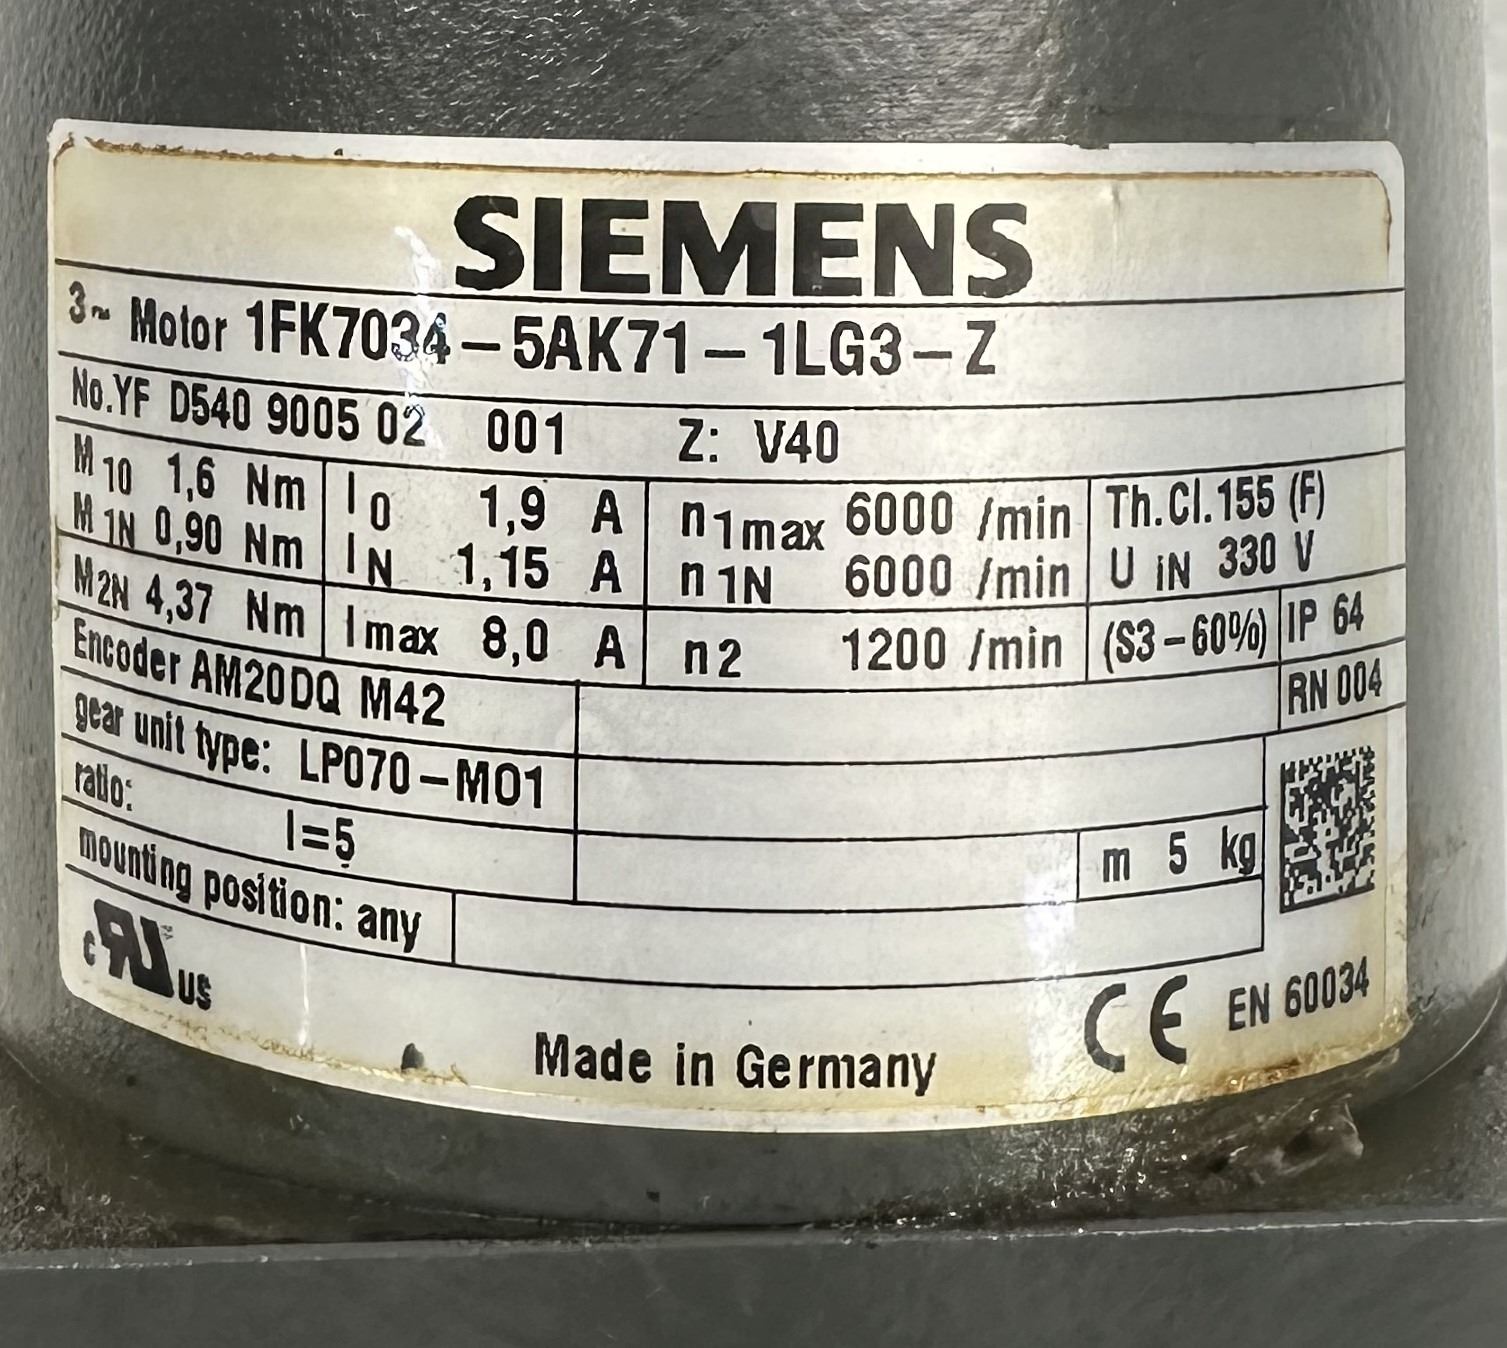 SIEMENS
3~ Motor 1FK7034-5AK71-1LG3-Z
No.YF D540 9005 02 001 Z: V40
M10 1,6 Nm I0 1,9 A n1max 6000 /min Th.Cl.155 (F)
M1N 0,90 Nm IN 1,15 A n1N 6000 /min U iN 330 V
M2N 4,37 Nm Imax 8,0 A n2 1200 /min (S3-60%) IP 64
Encoder AM20DQ M42 RN 004
gear unit type: LP070-MO1
ratio: I=5 m 5 kg
mounting position: any
c RU US
CE EN 60034
Made in Germany